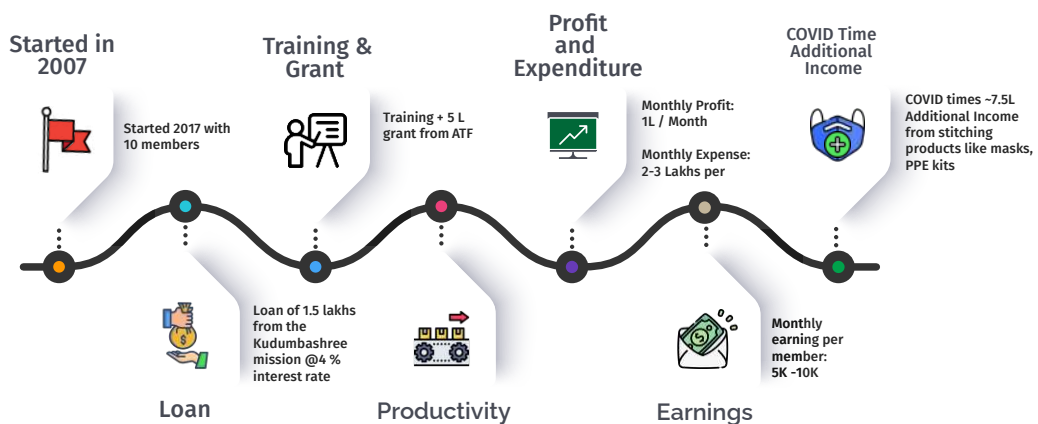 Started in
2007
Started 2017 with
10 members
Loan of 1.5 lakhs
from the
Kudumbashree
mission @4 %
interest rate
Loan
Training &
Grant
Training + 5 L
grant from ATF
Productivity
Profit
and
Expenditure
Monthly Profit:
1L / Month
Monthly Expense:
2-3 Lakhs per
Monthly
earning per
member:
5K -10K
Earnings
COVID Time
Additional
Income
COVID times ~7.5L
Additional Income
from stitching
products like masks,
PPE kits